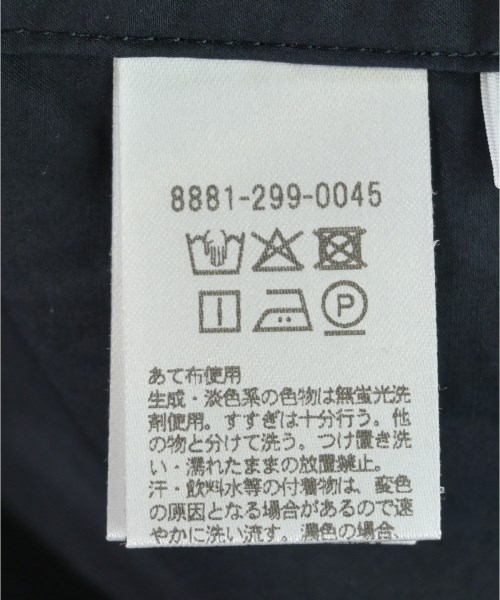 8881-299-0045
P
あて布使用
生成・淡色系の色物は無蛍光洗
剤使用。すすぎは十分行う。他
の物と分けて洗う。つけ置き洗
い・濡れたままの放置禁止。
汗・飲料水等の付着物は、変色
の原因となる場合があるので速
やかに洗い流す。濃色の場合、